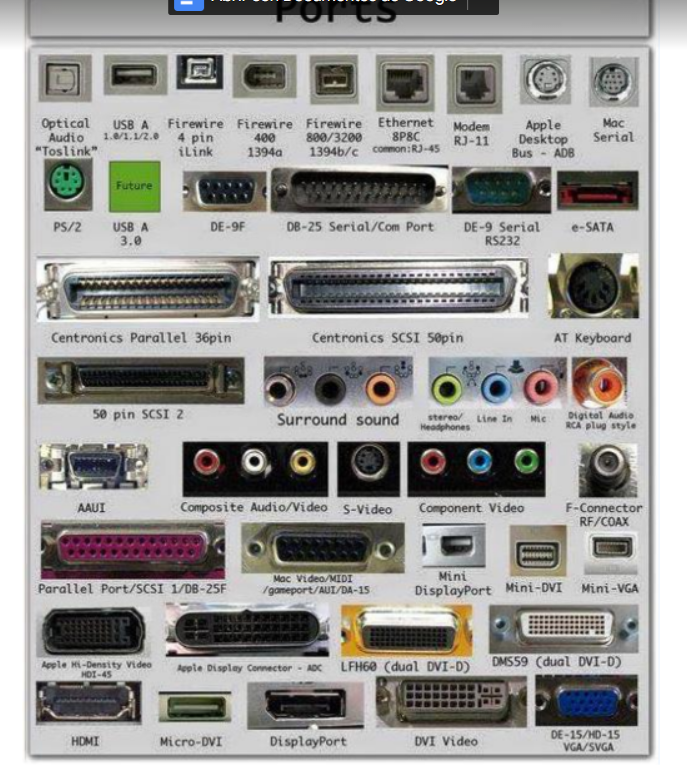 Abrir con Documentos de Google
Ports
Optical Audio "Toslink"
USB A 1.0/1.1/2.0
Firewire 4 pin iLink
Firewire 400 1394a
Firewire 800/3200 1394b/c
Ethernet 8P8C common:RJ-45
Modem RJ-11
Apple Desktop Bus - ADB
Mac Serial
PS/2
Future
USB A 3.0
DE-9F
DB-25 Serial/Com Port
DE-9 Serial RS232
e-SATA
Centronics Parallel 36pin
Centronics SCSI 50pin
AT Keyboard
50 pin SCSI 2
Surround sound
stereo/ Headphones
Line In
Mic
Digital Audio RCA plug style
AAUI
Composite Audio/Video
S-Video
Component Video
F-Connector RF/COAX
Parallel Port/SCSI 1/DB-25F
Mac Video/MIDI /gameport/AUI/DA-15
Mini DisplayPort
Mini-DVI
Mini-VGA
Apple Hi-Density Video HDI-45
Apple Display Connector - ADC
LFH60 (dual DVI-D)
DMS59 (dual DVI-D)
HDMI
Micro-DVI
DisplayPort
DVI Video
DE-15/HD-15 VGA/SVGA